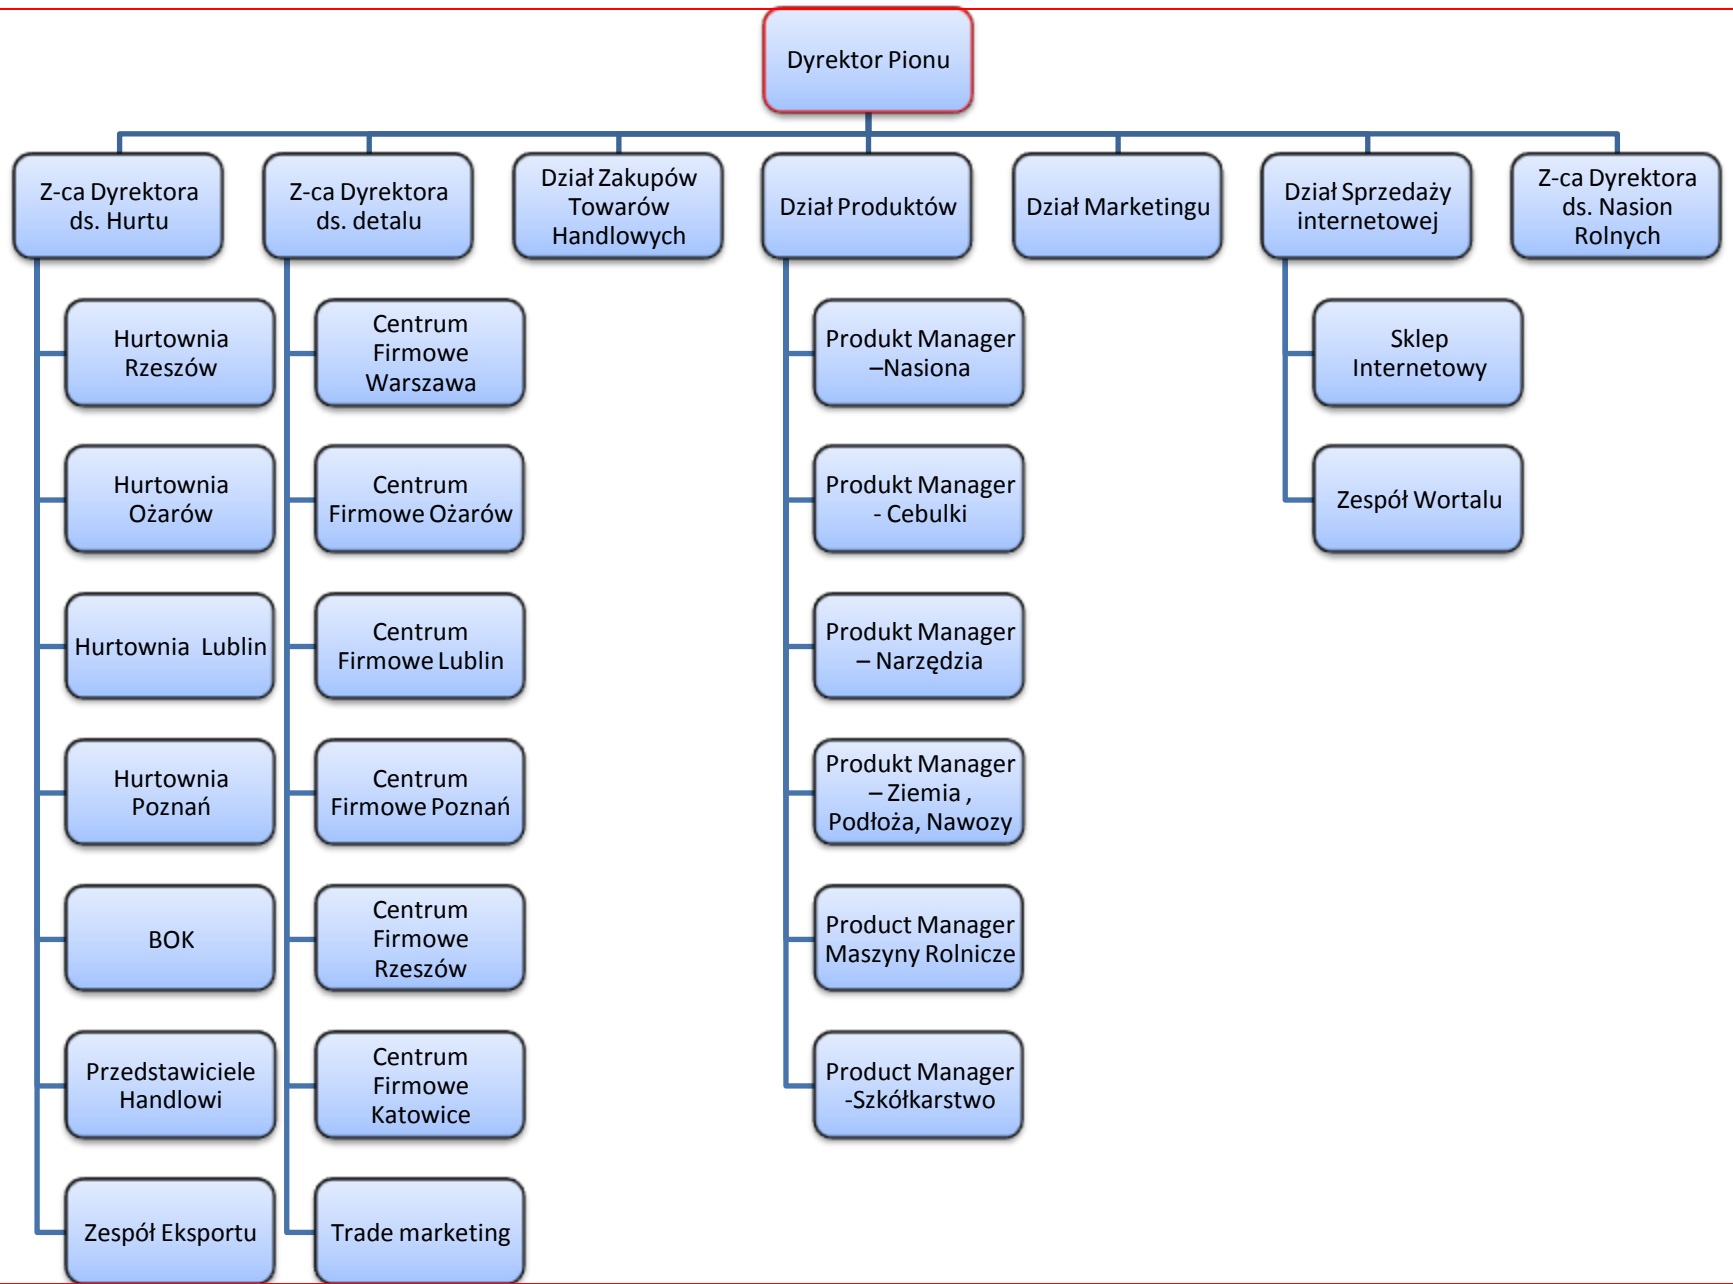 Dyrektor Pionu
Z-ca Dyrektora
ds. Hurtu
Z-ca Dyrektora
ds. detalu
Dział Zakupów
Towarów
Handlowych
Dział Produktów
Dział Marketingu
Dział Sprzedaży
internetowej
Z-ca Dyrektora
ds. Nasion
Rolnych
Hurtownia
Rzeszów
Hurtownia
Ożarów
Hurtownia Lublin
Hurtownia
Poznań
BOK
Przedstawiciele
Handlowi
Zespół Eksportu
Centrum
Firmowe
Warszawa
Centrum
Firmowe Ożarów
Centrum
Firmowe Lublin
Centrum
Firmowe Poznań
Centrum
Firmowe
Rzeszów
Centrum
Firmowe
Katowice
Trade marketing
Produkt Manager
–Nasiona
Produkt Manager
- Cebulki
Produkt Manager
– Narzędzia
Produkt Manager
– Ziemia ,
Podłoża, Nawozy
Product Manager
Maszyny Rolnicze
Product Manager
-Szkółkarstwo
Sklep
Internetowy
Zespół Wortalu